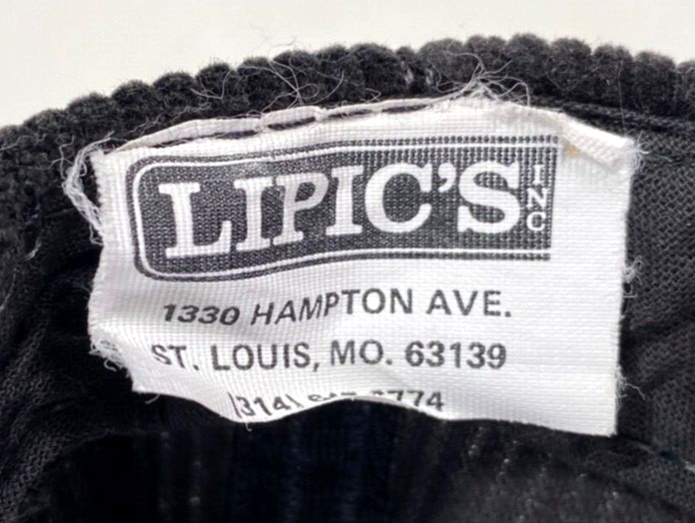 LIPIC'S INC
1330 HAMPTON AVE.
ST. LOUIS, MO. 63139
(314)